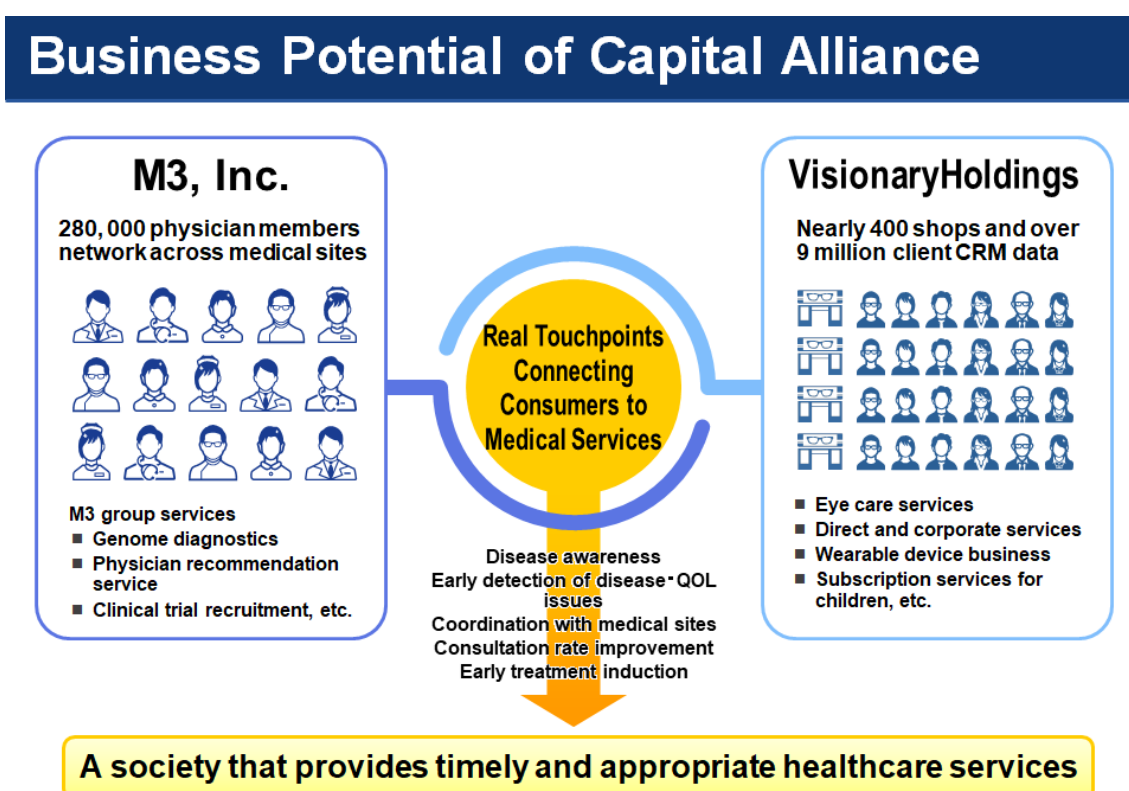 Business Potential of Capital Alliance
M3, Inc.
280,000 physician members
network across medical sites
M3 group services
■ Genome diagnostics
■ Physician recommendation
service
■ Clinical trial recruitment, etc.
Real Touchpoints
Connecting
Consumers to
Medical Services
Disease awareness
Early detection of disease・QOL
issues
Coordination with medical sites
Consultation rate improvement
Early treatment induction
VisionaryHoldings
Nearly 400 shops and over
9 million client CRM data
■ Eye care services
■ Direct and corporate services
■ Wearable device business
■ Subscription services for
children, etc.
A society that provides timely and appropriate healthcare services